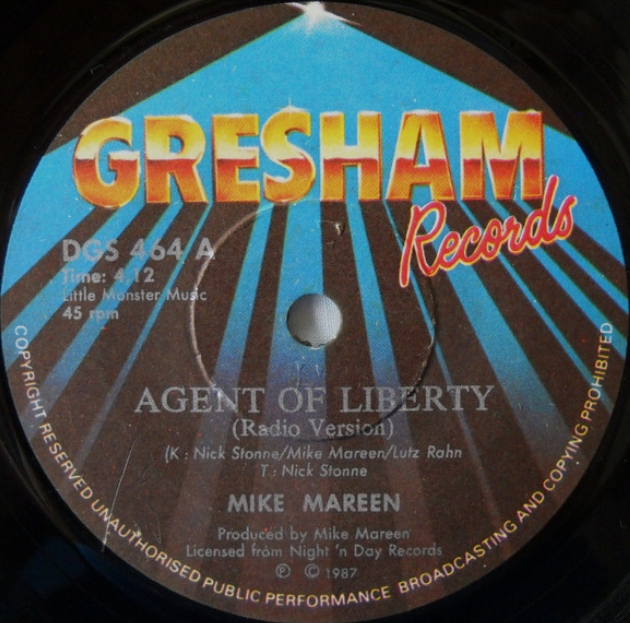 GRESHAM
Records
DGS 464 A
Time: 4.12
Little Monster Music
45 rpm
AGENT OF LIBERTY
(Radio Version)
(K : Nick Stonne/Mike Mareen/Lutz Rahn
T : Nick Stonne
MIKE MAREEN
Produced by Mike Mareen
Licensed from Night 'n Day Records
℗ © 1987
COPYRIGHT RESERVED UNAUTHORISED PUBLIC PERFORMANCE BROADCASTING AND COPYING PROHIBITED